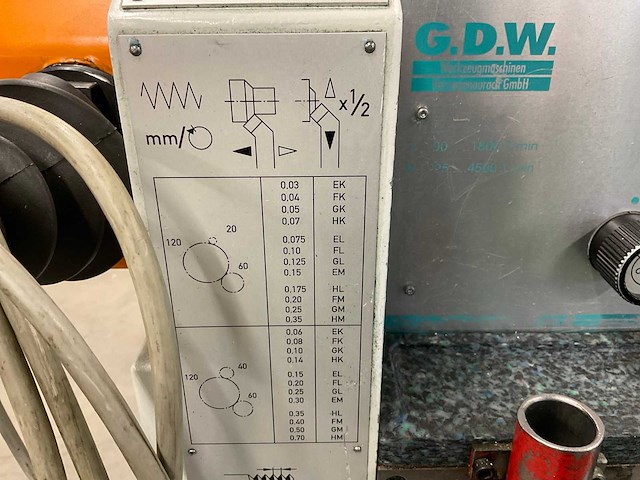 G.D.W.
Werkzeugmaschinen
Herzogenaurach GmbH
mm/
x1/2
0,03 EK
0.04 FK
0.05 GK
0,07 HK
20
120
60
0.075 EL
0,10 FL
0.125 GL
0.15 EM
0.175 HL
0.20 FM
0.25 GM
0.35 HM
0.06 EK
0.08 FK
0.10 GK
0.14 HK
40
120
60
0.15 EL
0.20 FL
0.25 GL
0.30 EM
0.35 HL
0.40 FM
0.50 GM
0.70 HM